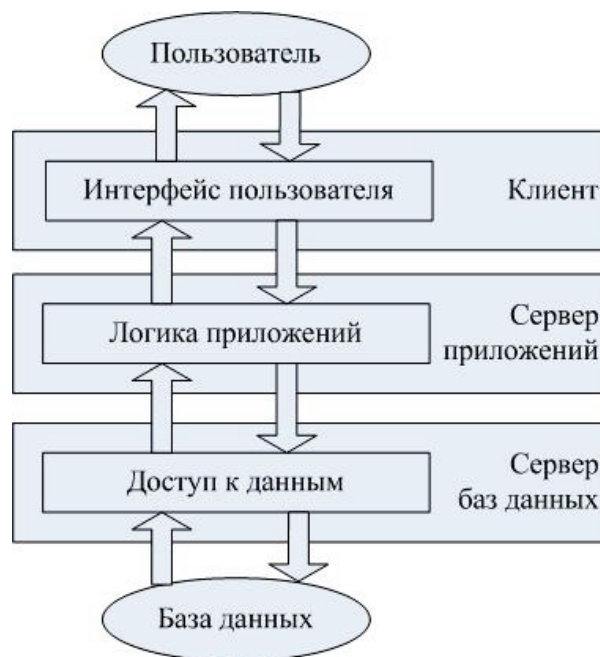 Пользователь
Интерфейс пользователя
Клиент
Логика приложений
Сервер
приложений
Доступ к данным
Сервер
баз данных
База данных